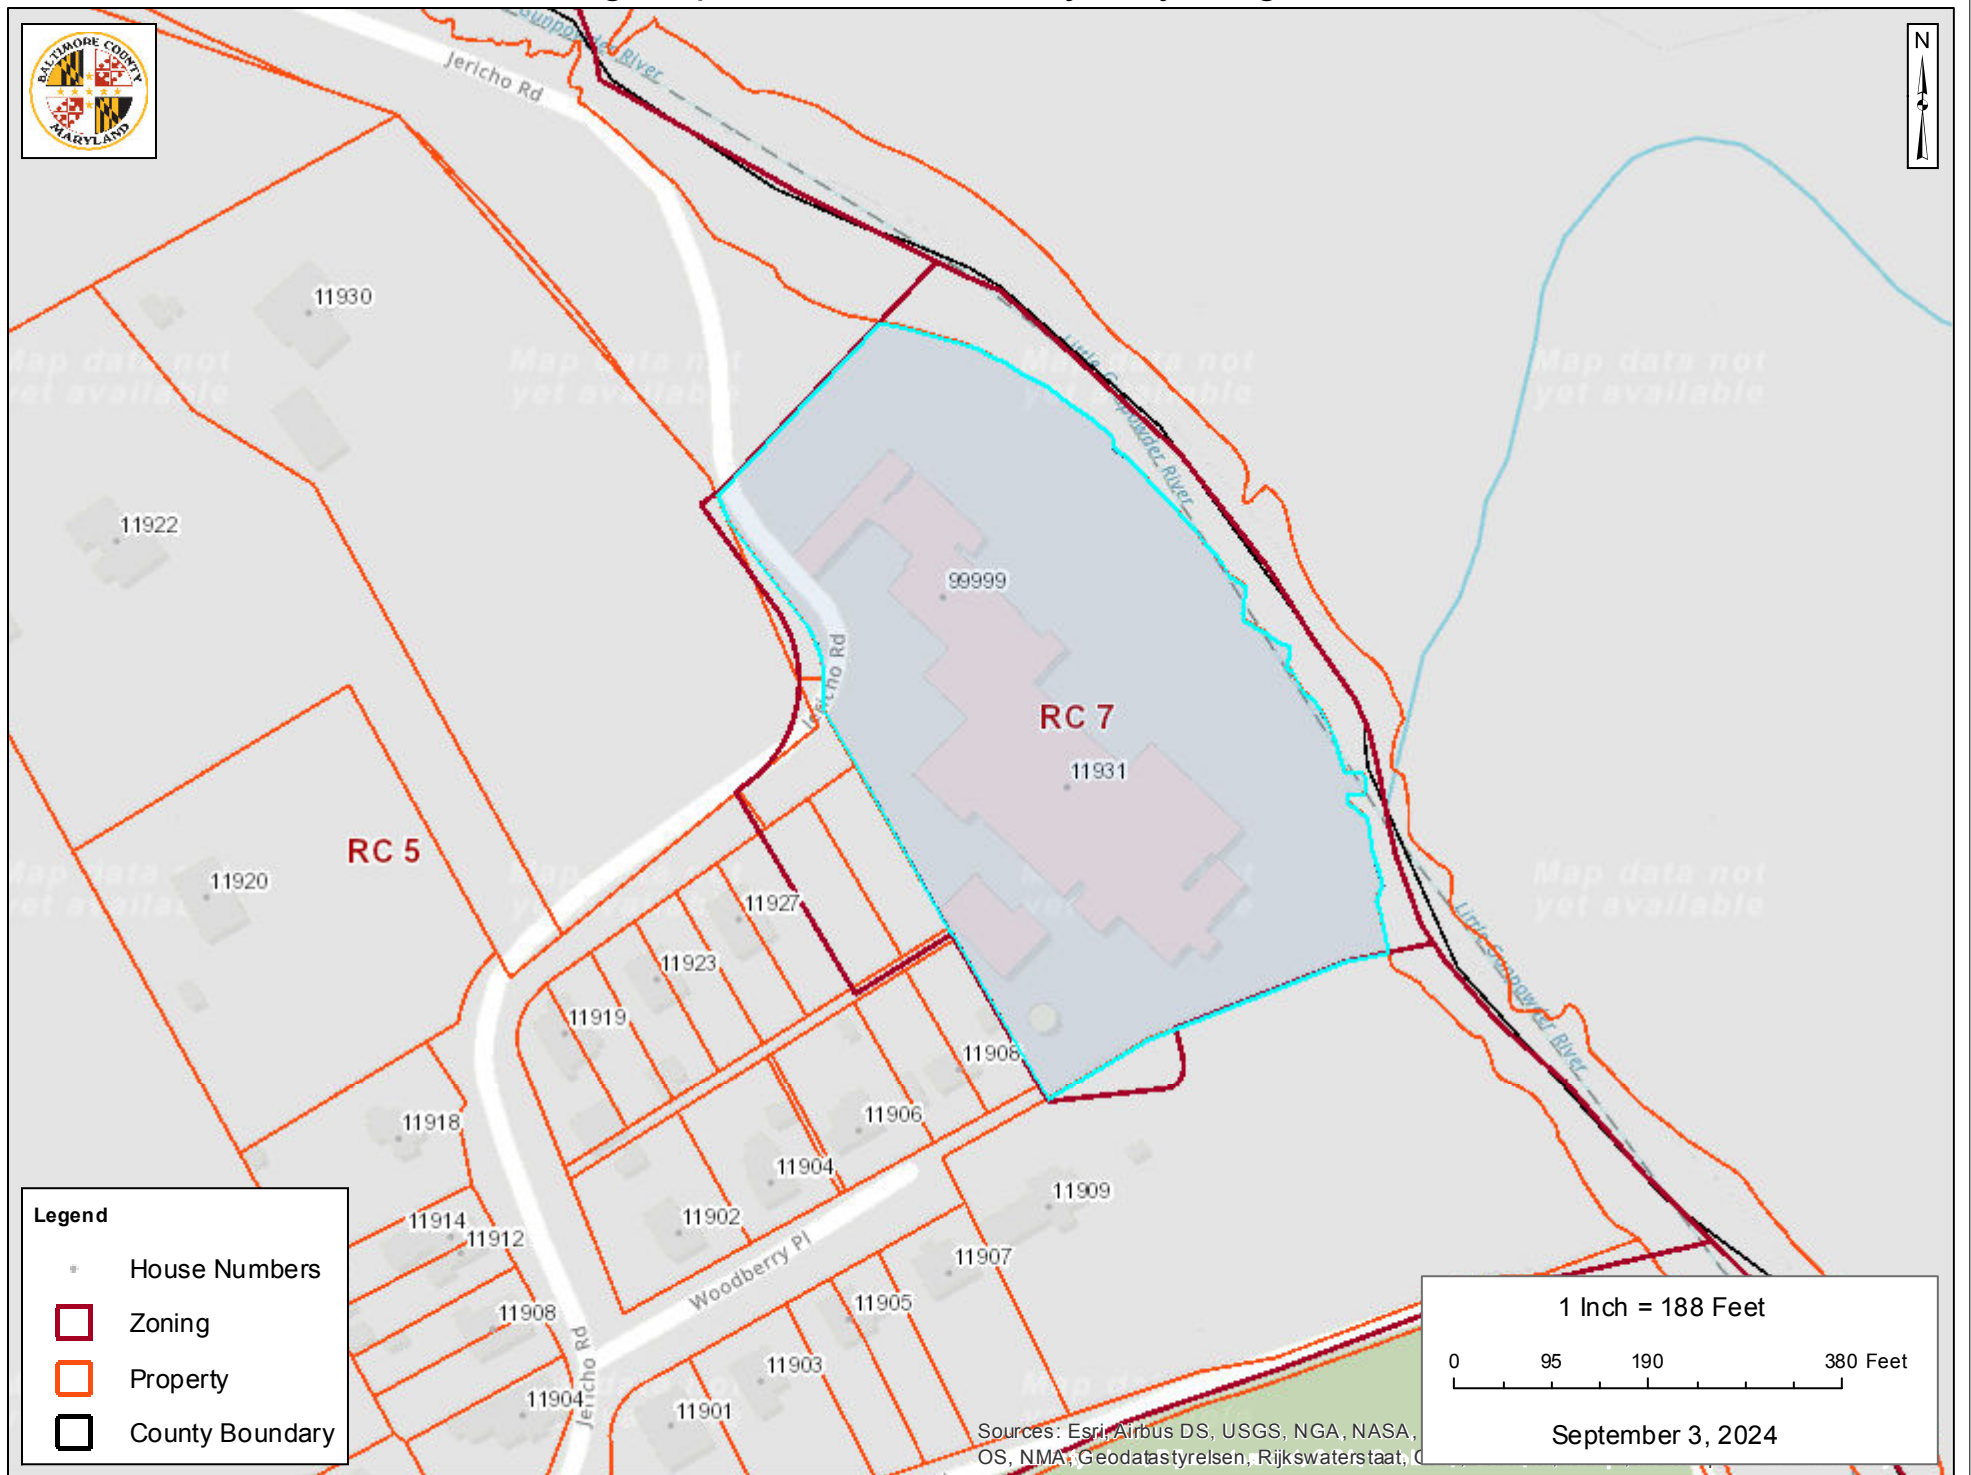 BALTIMORE COUNTY
MARYLAND
N
Gunpowder River
Jericho Rd
11930
Map data not
yet available
Map data not
yet available
Map data not
yet available
Map data not
yet available
Little Gunpowder River
11922
99999
Jericho Rd
RC 7
11931
RC 5
Map data not
yet available
11920
11927
11923
11919
Little Gunpowder River
11908
11918
11906
11904
11909
11902
11914
11912
11907
Woodberry Pl
11905
11908
11903
11904
11901
Jericho Rd
Legend
House Numbers
Zoning
Property
County Boundary
1 Inch = 188 Feet
0 95 190 380 Feet
September 3, 2024
Sources: Esri, Airbus DS, USGS, NGA, NASA,
OS, NMA, Geodatastyrelsen, Rijkswaterstaat,